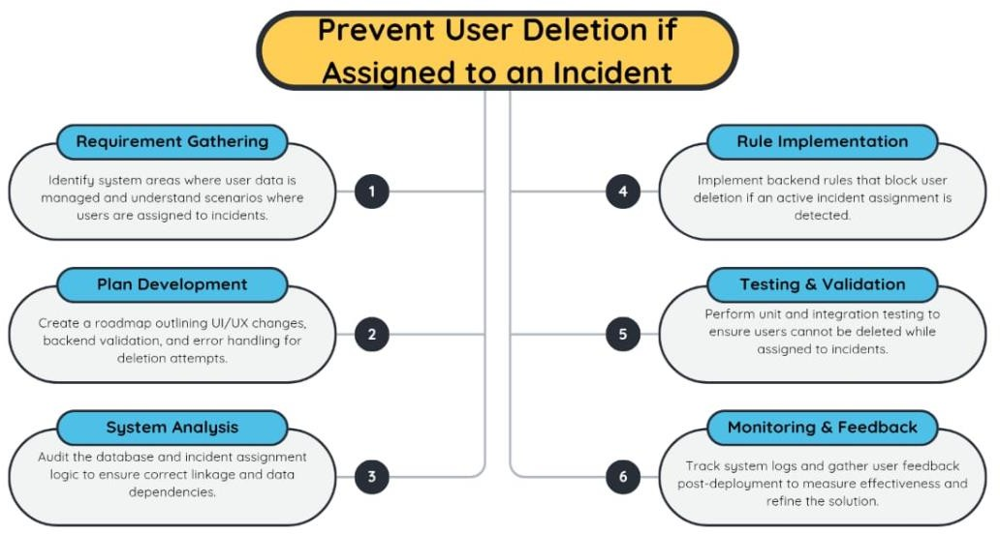 Prevent User Deletion if
Assigned to an Incident
Requirement Gathering
Identify system areas where user data is
managed and understand scenarios where
users are assigned to incidents.
1
Plan Development
Create a roadmap outlining UI/UX changes,
backend validation, and error handling for
deletion attempts.
2
System Analysis
Audit the database and incident assignment
logic to ensure correct linkage and data
dependencies.
3
Rule Implementation
Implement backend rules that block user
deletion if an active incident assignment is
detected.
4
Testing & Validation
Perform unit and integration testing to
ensure users cannot be deleted while
assigned to incidents.
5
Monitoring & Feedback
Track system logs and gather user feedback
post-deployment to measure effectiveness and
refine the solution.
6